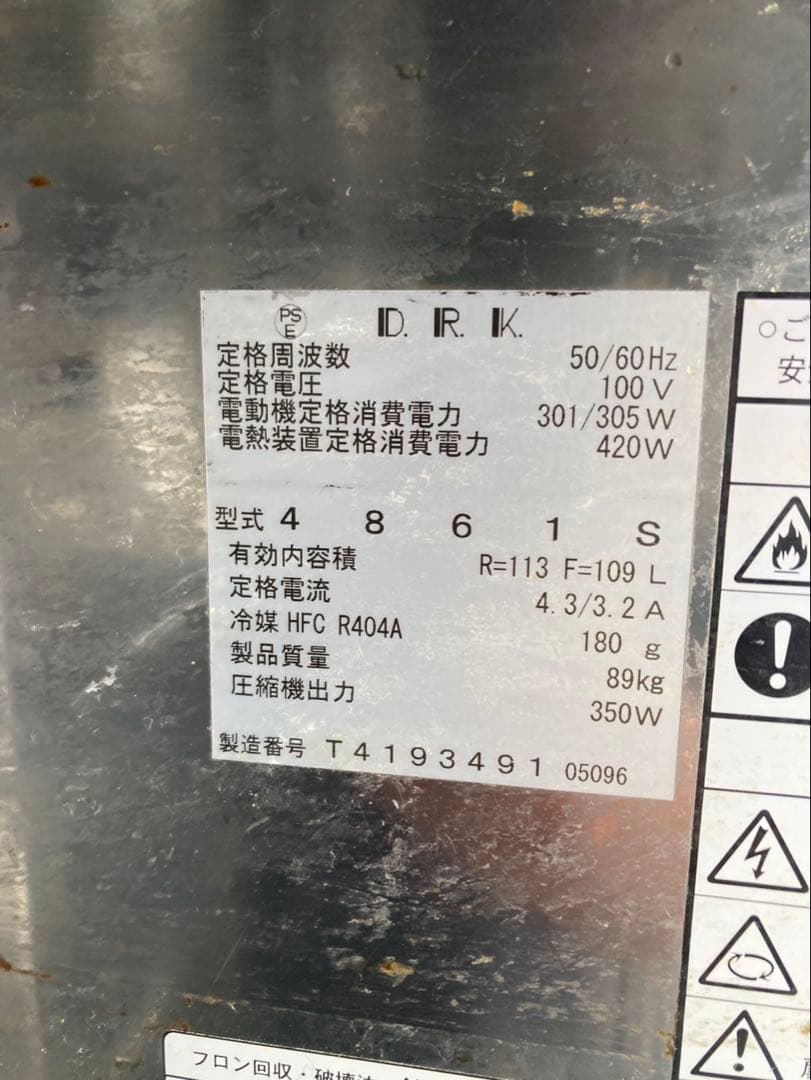 PS
E D. R. K.
定格周波数 50/60Hz
定格電圧 100V
電動機定格消費電力 301/305W
電熱装置定格消費電力 420W
型式 4 8 6 1 S
有効内容積 R=113 F=109 L
定格電流 4.3/3.2A
冷媒 HFC R404A 180 g
製品質量 89kg
圧縮機出力 350W
製造番号 T4193491 05096
○ご
安
フロン回収・破壊法